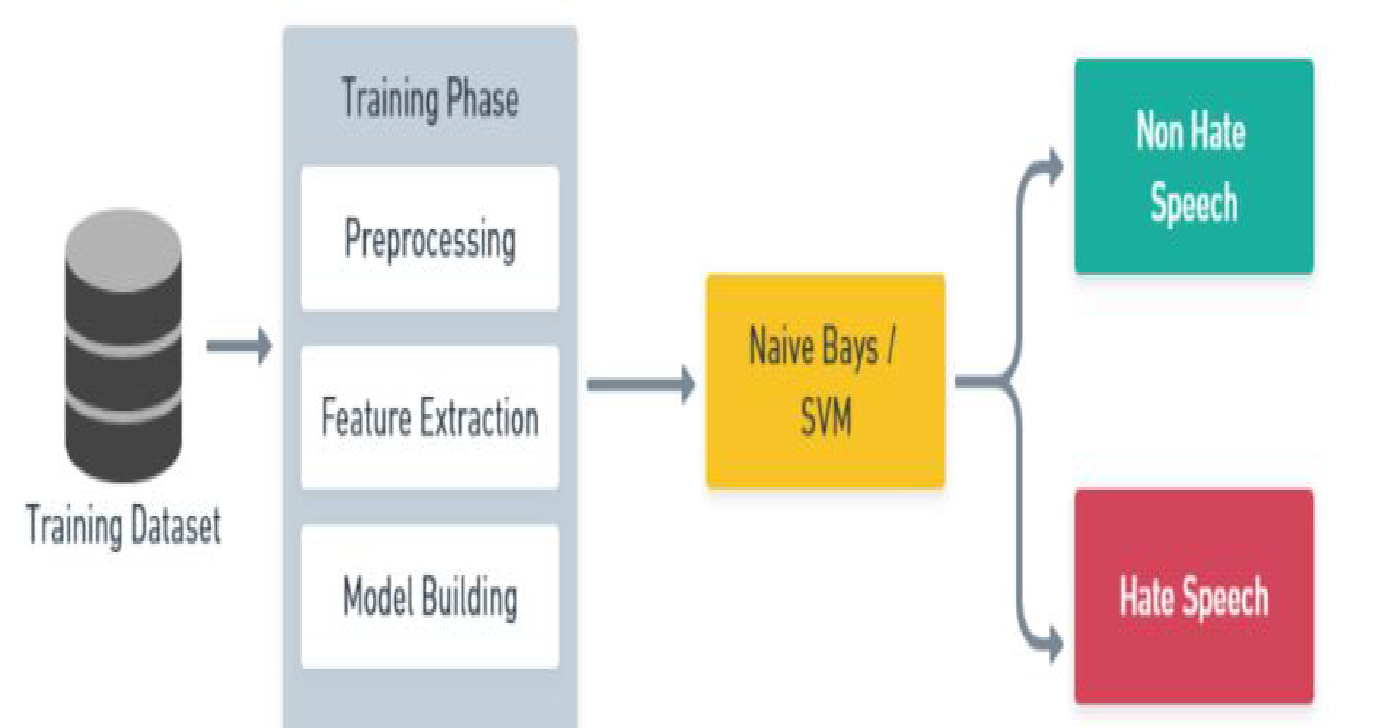 Training Phase
Preprocessing
Feature Extraction
Model Building
Training Dataset
Naive Bays /
SVM
Non Hate
Speech
Hate Speech